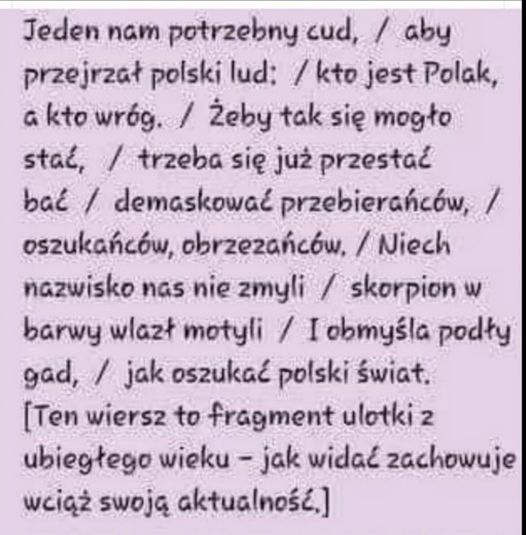 Jeden nam potrzebny cud, / aby
przejrzał polski lud: / kto jest Polak,
a kto wróg. / Żeby tak się mogło
stać, / trzeba się już przestać
bać / demaskować przebierańców, /
oszukańców, obrzezańców. / Niech
nazwisko nas nie zmyli / skorpion w
barwy wlazł motyli / I obmyśla podły
gad, / jak oszukać polski świat.
[Ten wiersz to fragment ulotki z
ubiegłego wieku – jak widać zachowuje
wciąż swoją aktualność.]